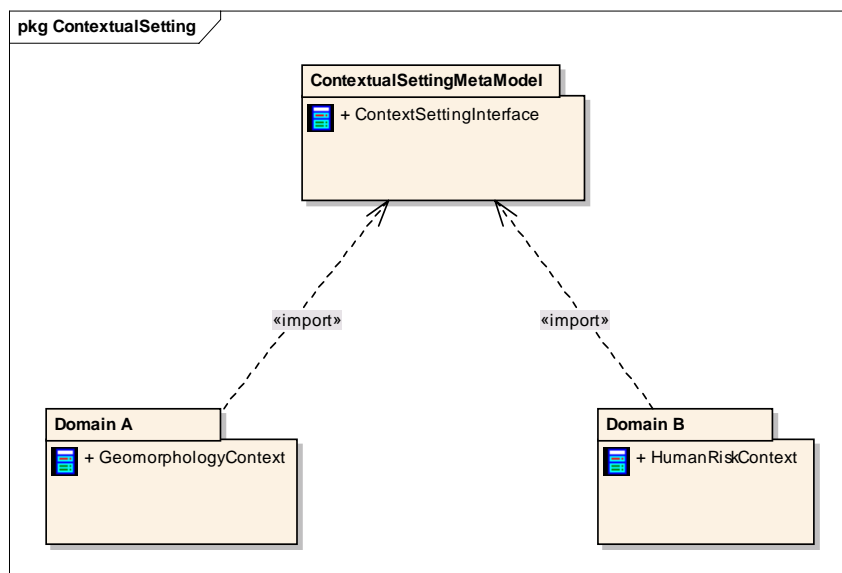 pkg ContextualSetting
ContextualSettingMetaModel
+ ContextSettingInterface
«import»
«import»
Domain A
+ GeomorphologyContext
Domain B
+ HumanRiskContext